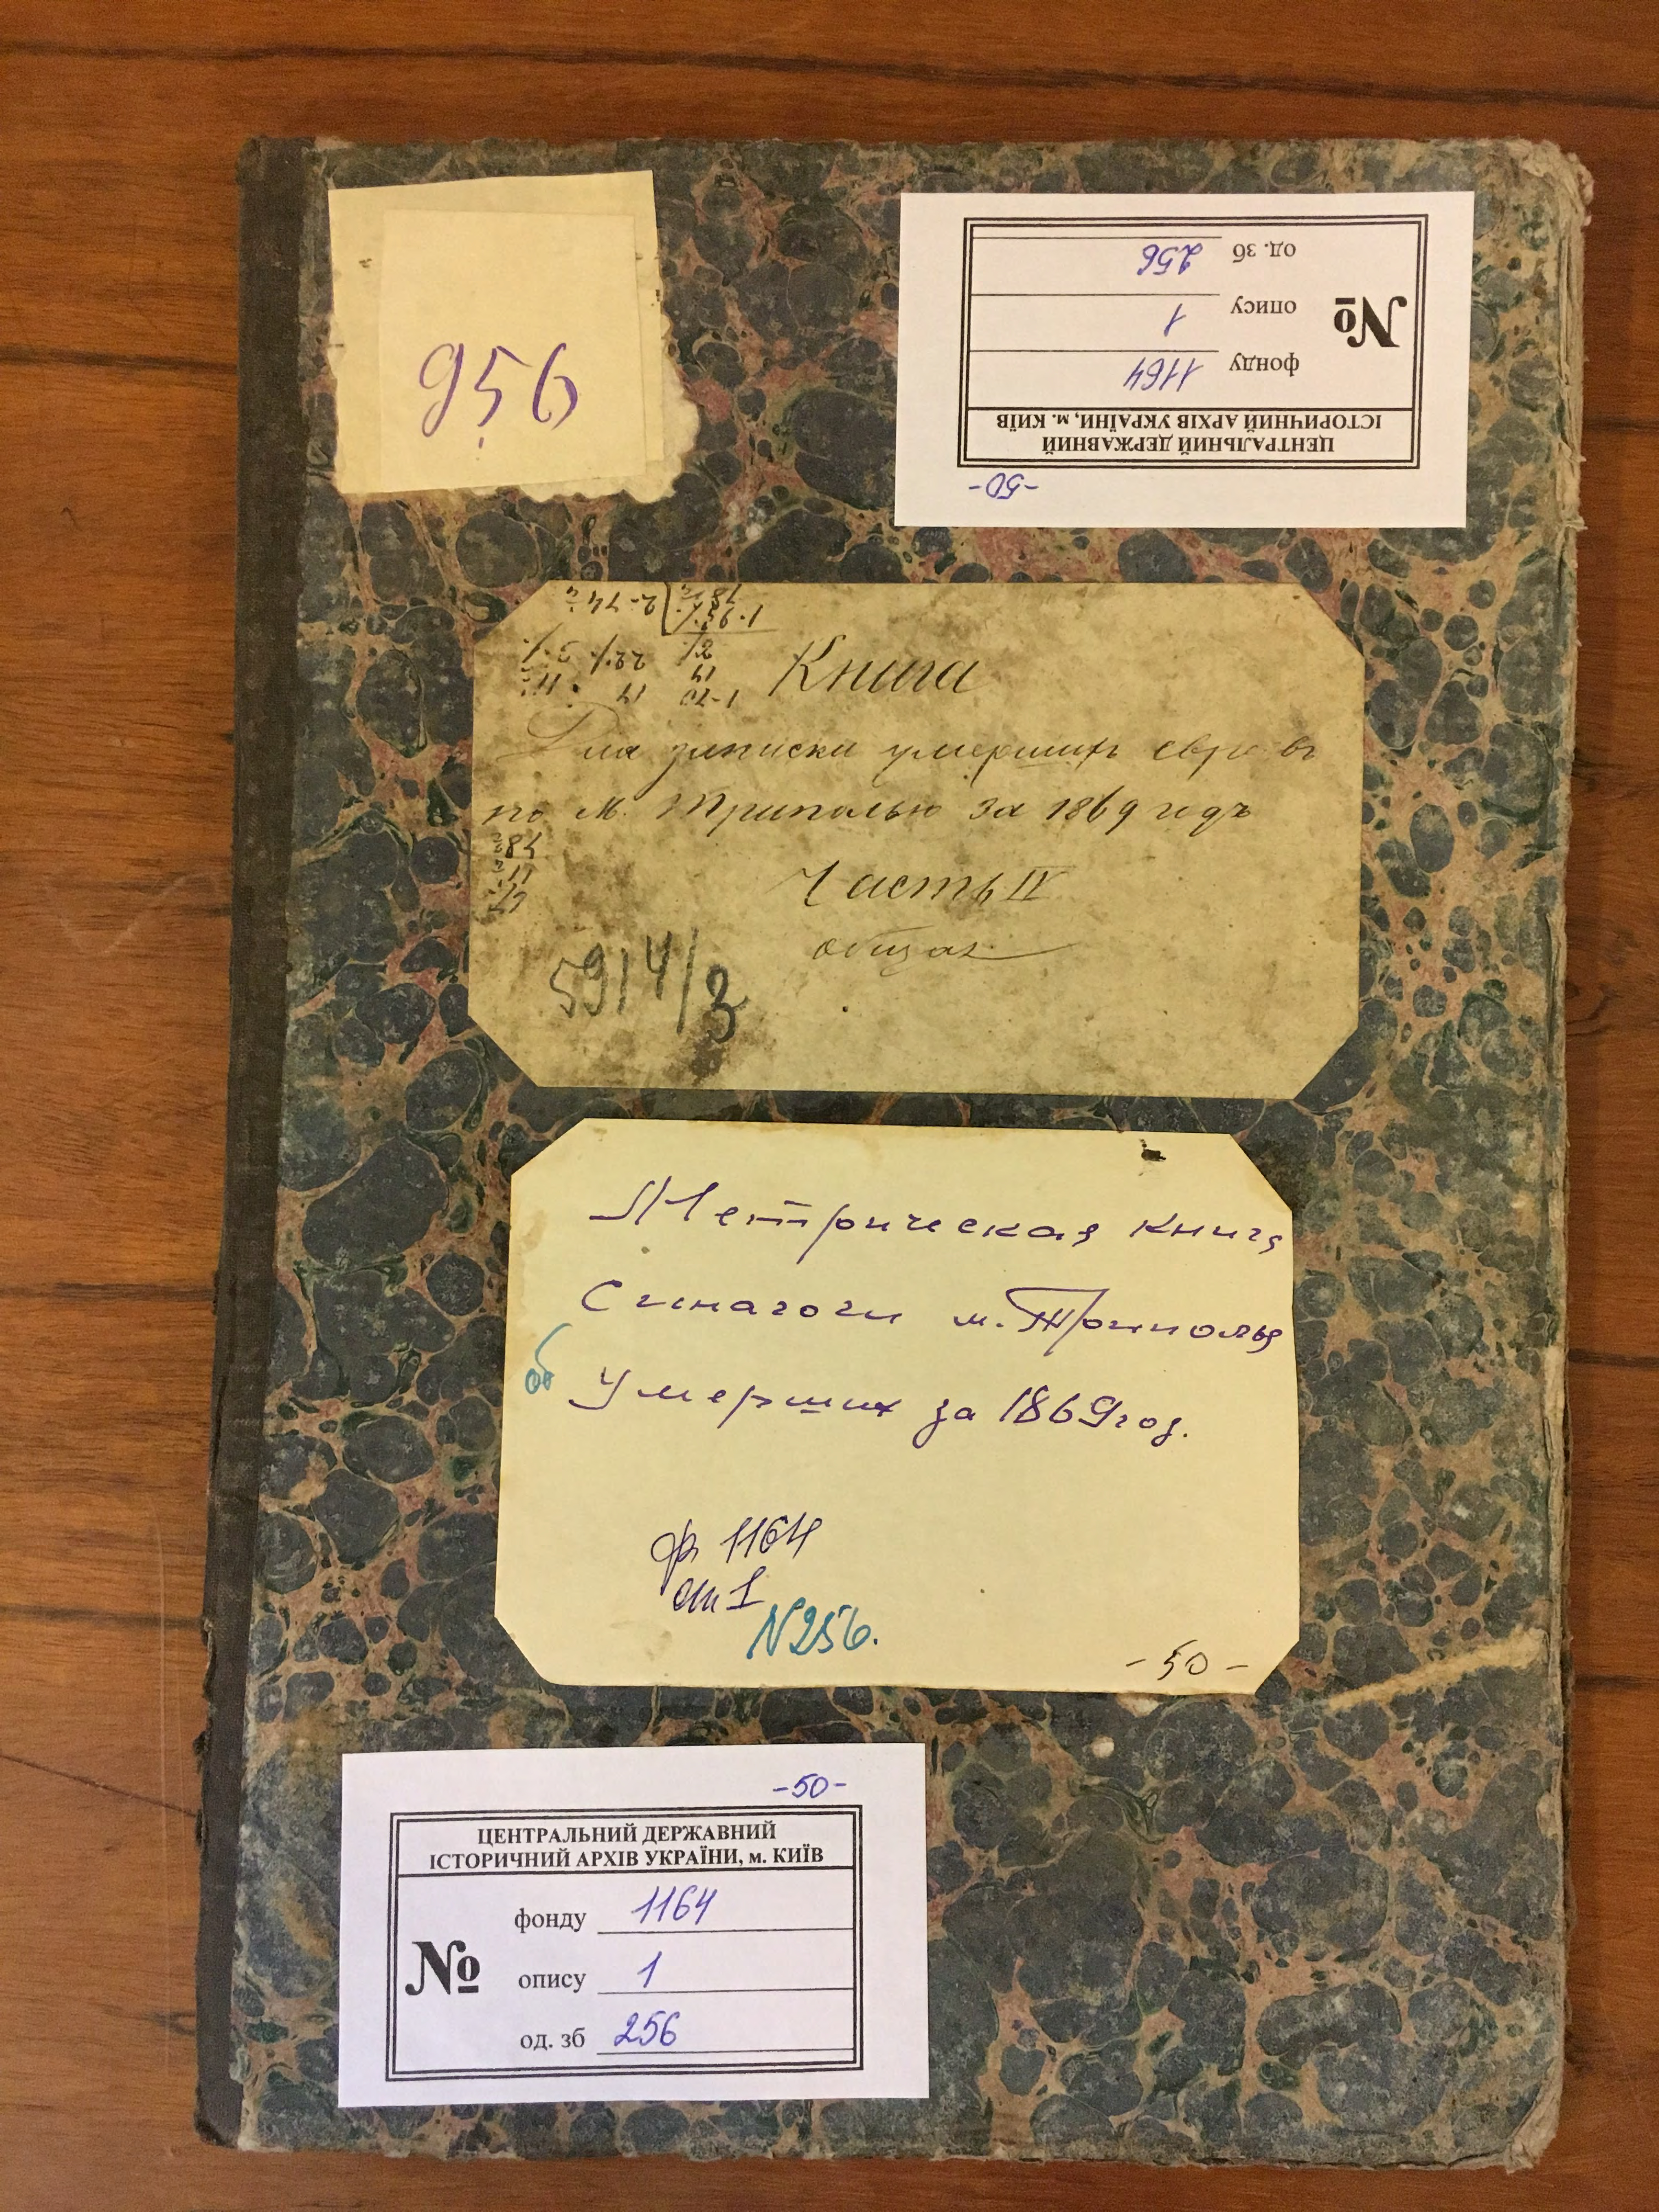 956
-50-
ЦЕНТРАЛЬНИЙ ДЕРЖАВНИЙ
ІСТОРИЧНИЙ АРХІВ УКРАЇНИ, м. КИЇВ
№
фонду 1164
опису 1
од. зб 256
Книга
Для записки умершихъ евреевъ
по М. Триполью за 1869 годъ
Часть IV
общая
5914/3
Метрическая книга
Синагоги м. Триполья
об умерших за 1869 год.
ф 1164
оп 1
N 256.
-50-
-50-
ЦЕНТРАЛЬНИЙ ДЕРЖАВНИЙ
ІСТОРИЧНИЙ АРХІВ УКРАЇНИ, м. КИЇВ
№
фонду 1164
опису 1
од. зб 256